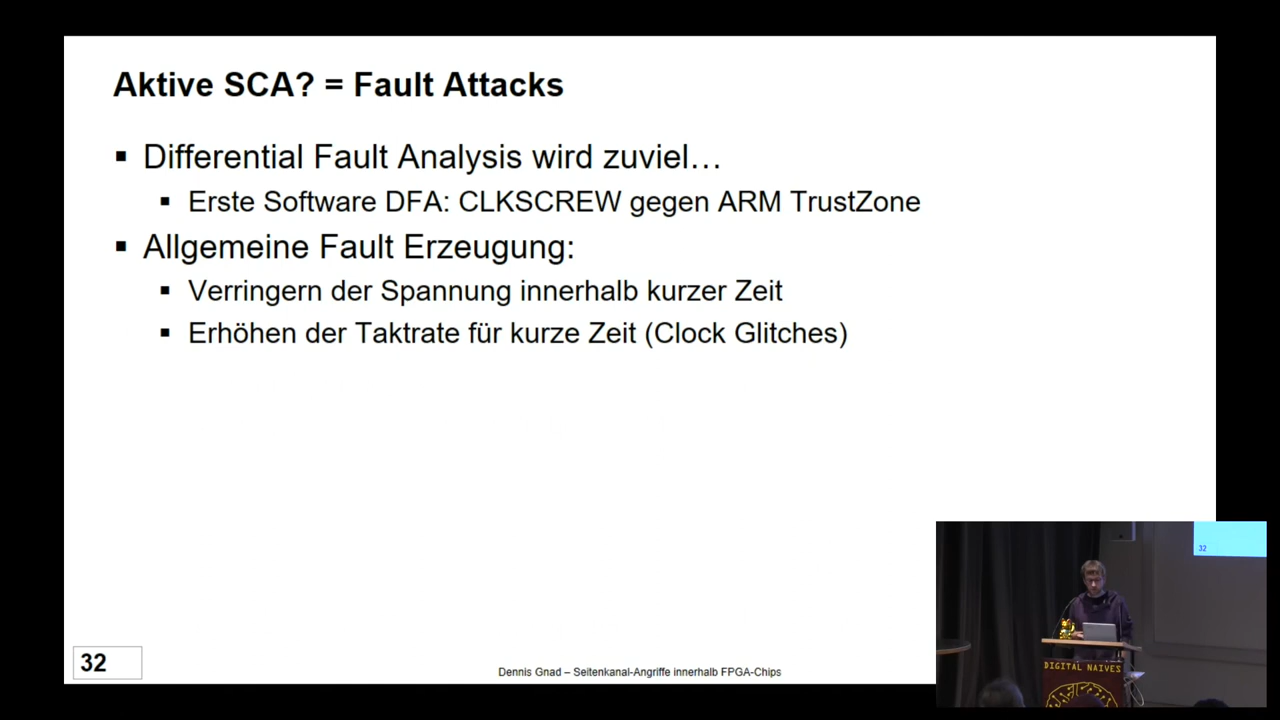 Aktive SCA? = Fault Attacks
Differential Fault Analysis wird zuviel…
Erste Software DFA: CLKSCREW gegen ARM TrustZone
Allgemeine Fault Erzeugung:
Verringern der Spannung innerhalb kurzer Zeit
Erhöhen der Taktrate für kurze Zeit (Clock Glitches)
32
Dennis Gnad – Seitenkanal-Angriffe innerhalb FPGA-Chips
32
DIGITAL NAIVES